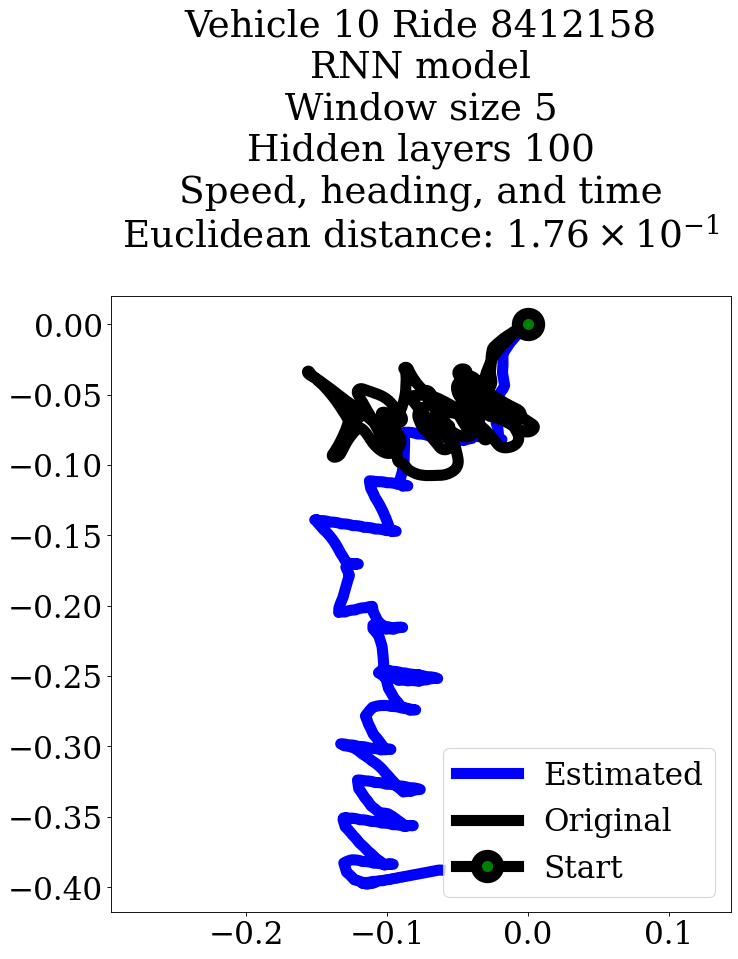 Vehicle 10 Ride 8412158
RNN model
Window size 5
Hidden layers 100
Speed, heading, and time
Euclidean distance: 1.76 × 10⁻¹
0.00
−0.05
−0.10
−0.15
−0.20
−0.25
−0.30
−0.35
−0.40
Estimated
Original
Start
−0.2 −0.1 0.0 0.1